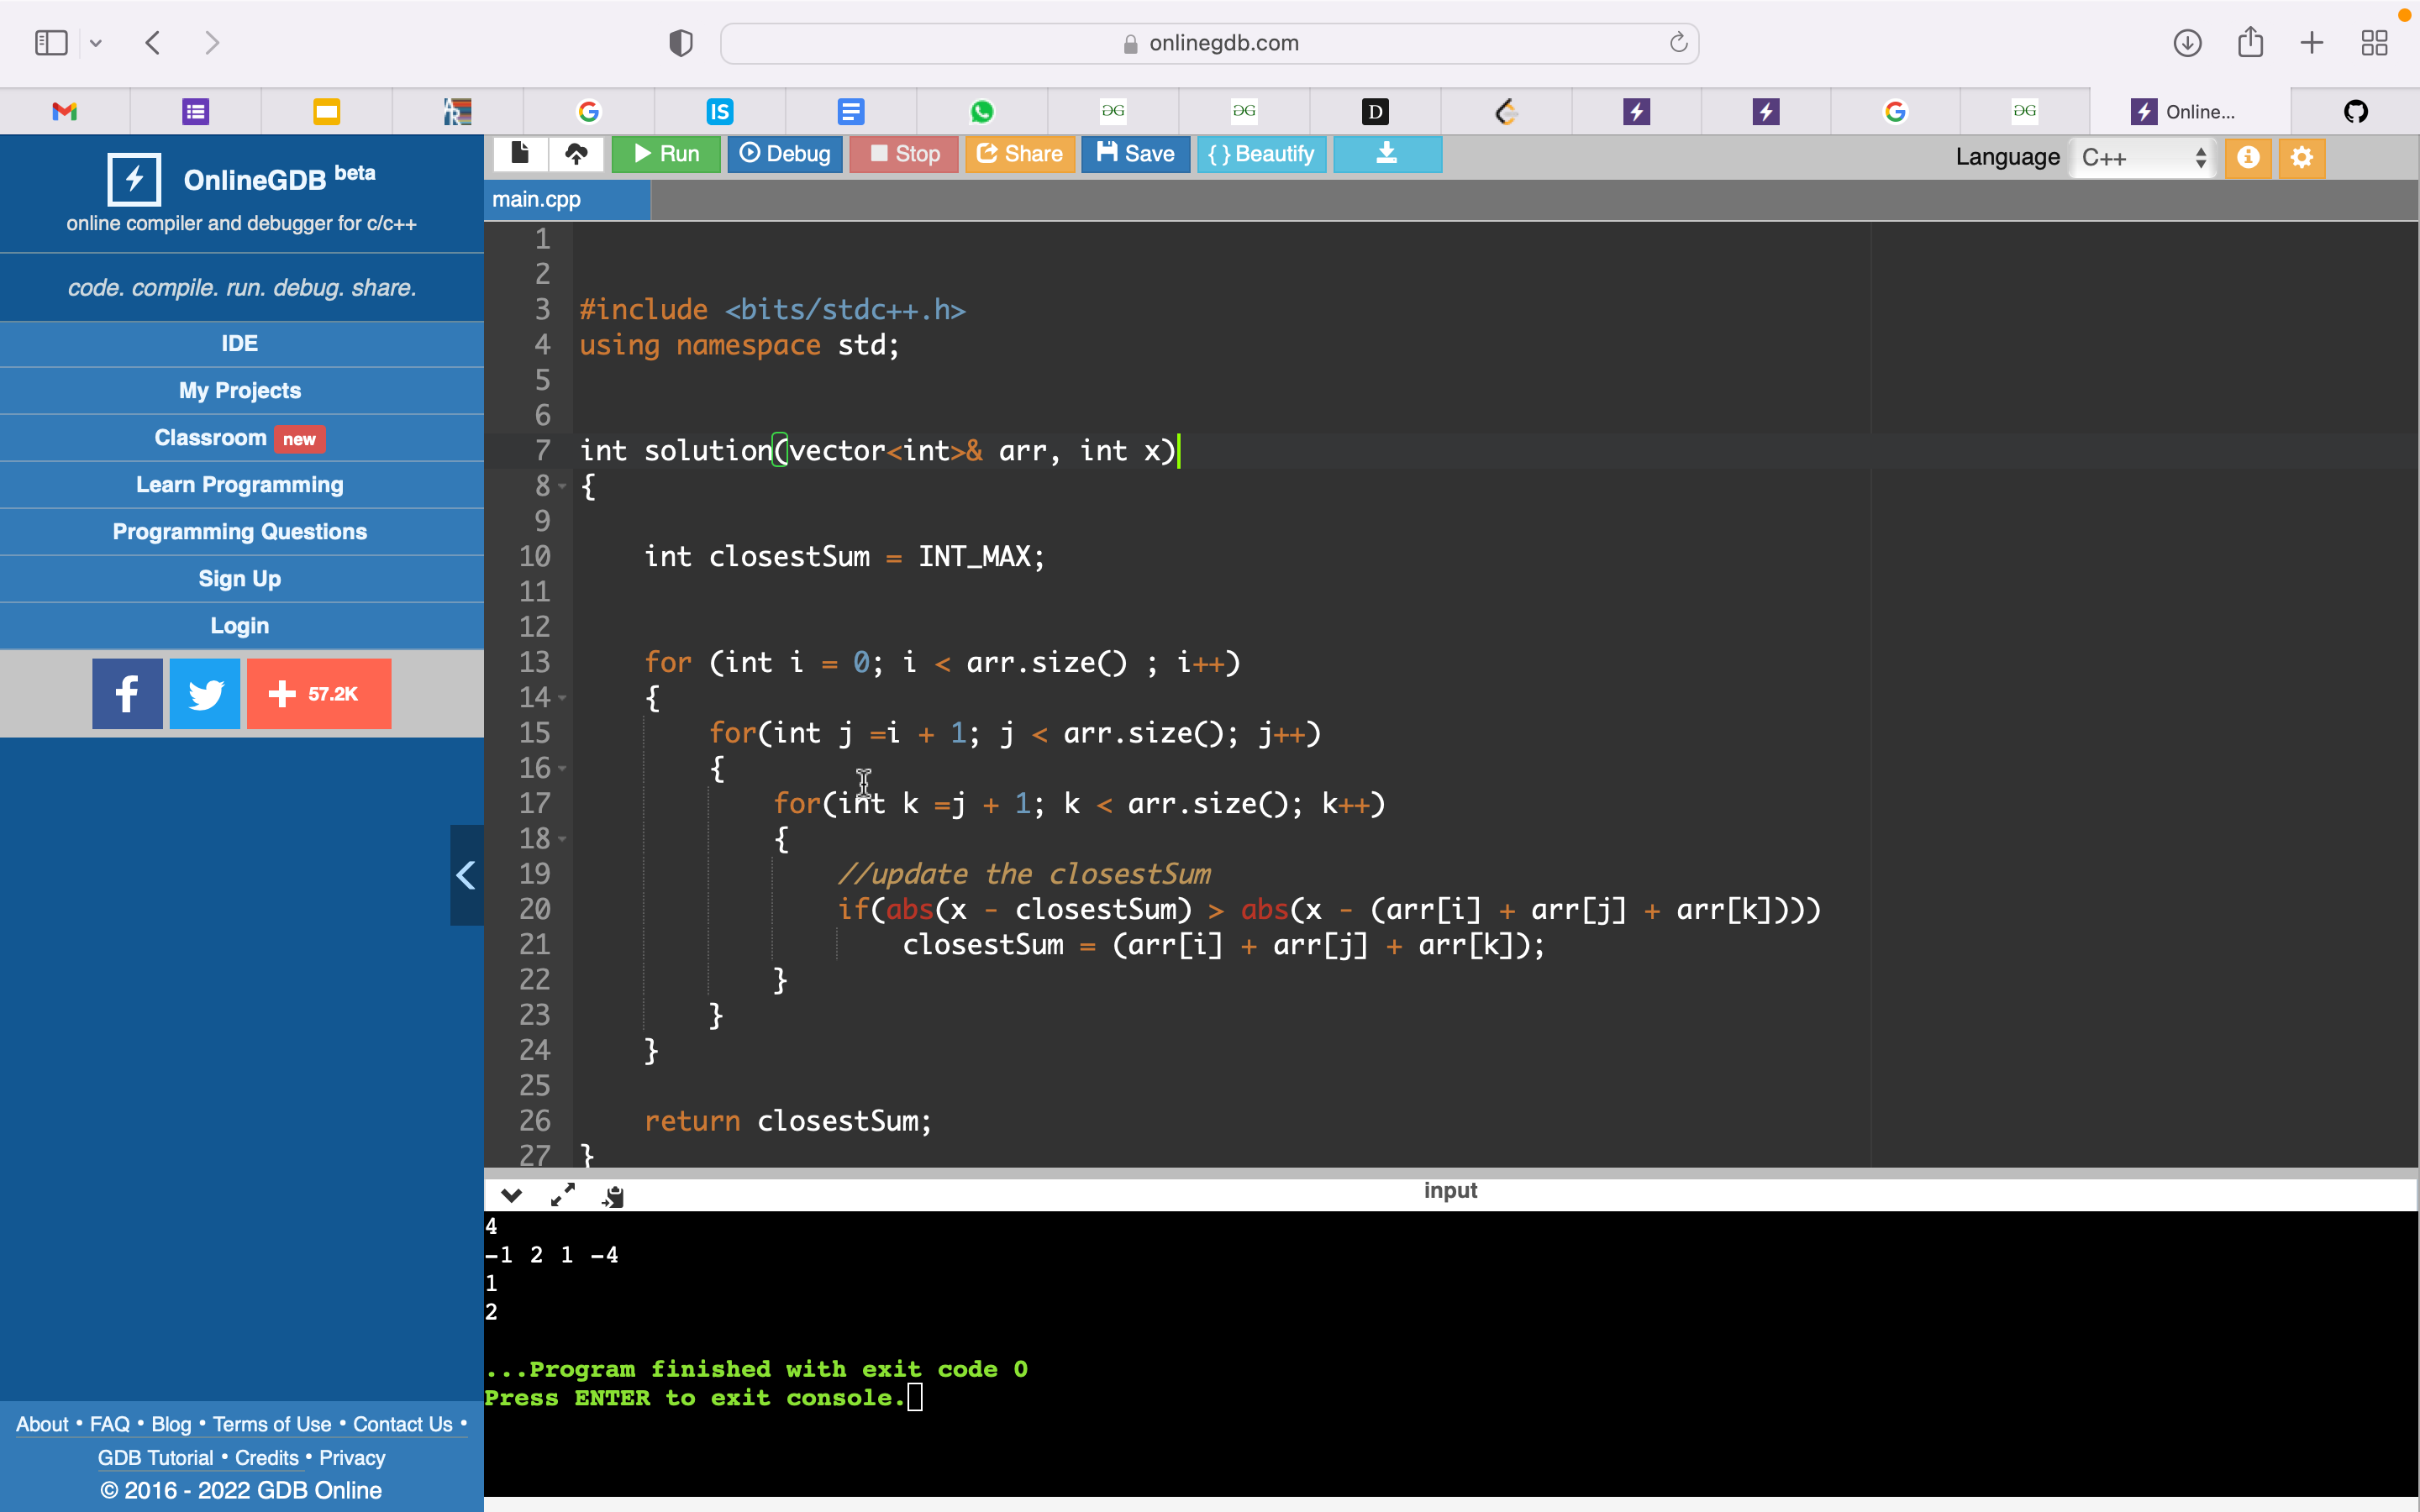 onlinegdb.com
IS
ƏG
ƏG
D
ƏG
Online...
OnlineGDB beta
online compiler and debugger for c/c++
code. compile. run. debug. share.
IDE
My Projects
Classroom new
Learn Programming
Programming Questions
Sign Up
Login
f
+ 57.2K
About • FAQ • Blog • Terms of Use • Contact Us •
GDB Tutorial • Credits • Privacy
© 2016 - 2022 GDB Online
Run Debug Stop Share Save { } Beautify
Language C++
main.cpp
1
2
3 #include <bits/stdc++.h>
4 using namespace std;
5
6
7 int solution(vector<int>& arr, int x)
8 {
9
10 int closestSum = INT_MAX;
11
12
13 for (int i = 0; i < arr.size() ; i++)
14 {
15 for(int j =i + 1; j < arr.size(); j++)
16 {
17 for(int k =j + 1; k < arr.size(); k++)
18 {
19 //update the closestSum
20 if(abs(x - closestSum) > abs(x - (arr[i] + arr[j] + arr[k])))
21 closestSum = (arr[i] + arr[j] + arr[k]);
22 }
23 }
24 }
25
26 return closestSum;
27 }
input
4
-1 2 1 -4
1
2
...Program finished with exit code 0
Press ENTER to exit console.